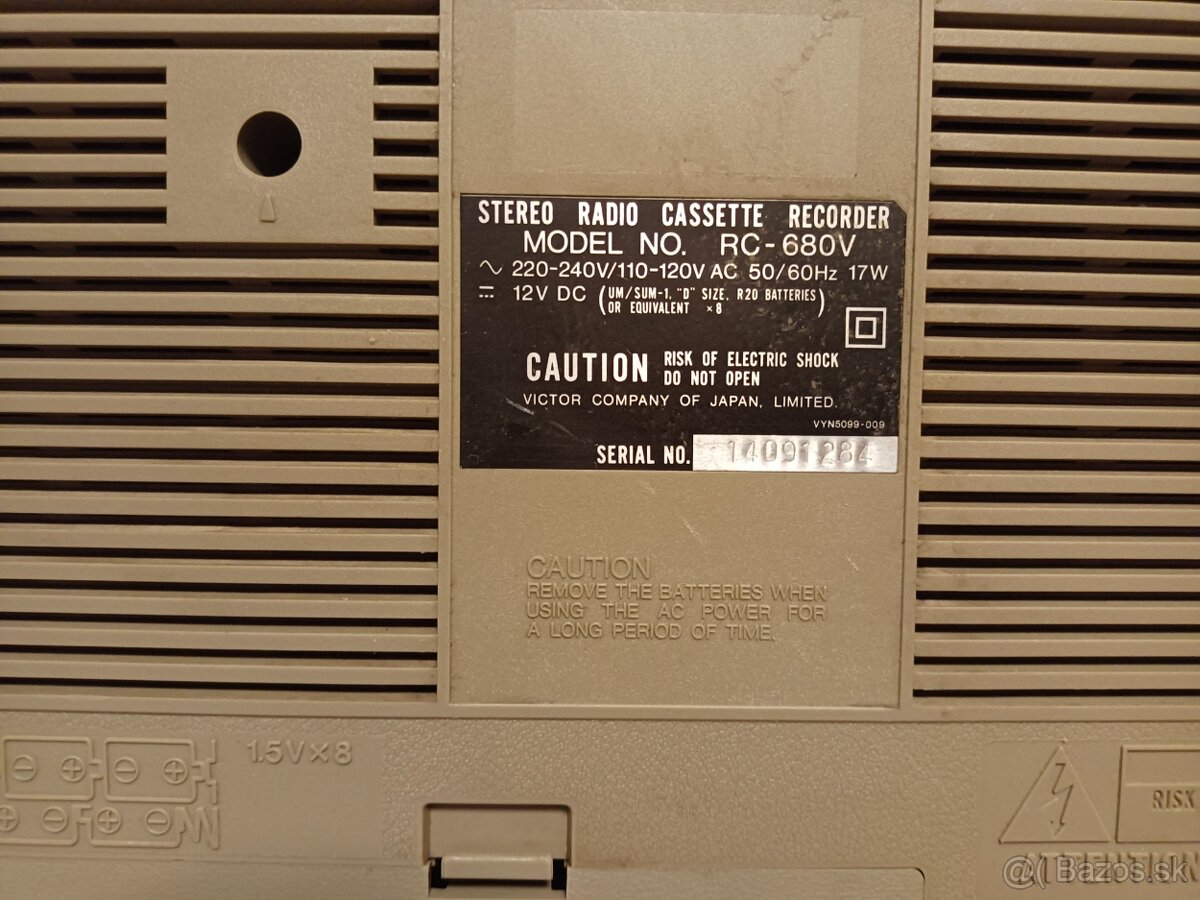 STEREO RADIO CASSETTE RECORDER
MODEL NO. RC-680V
220-240V/110-120V AC 50/60Hz 17W
12V DC (UM/SUM-1, "D" SIZE, R20 BATTERIES
OR EQUIVALENT ×8)
CAUTION RISK OF ELECTRIC SHOCK
DO NOT OPEN
VICTOR COMPANY OF JAPAN, LIMITED.
VYN5099-009
SERIAL NO. 14091284
CAUTION
REMOVE THE BATTERIES WHEN
USING THE AC POWER FOR
A LONG PERIOD OF TIME.
1.5V×8
RISK
ATTENTION
Bazos.sk